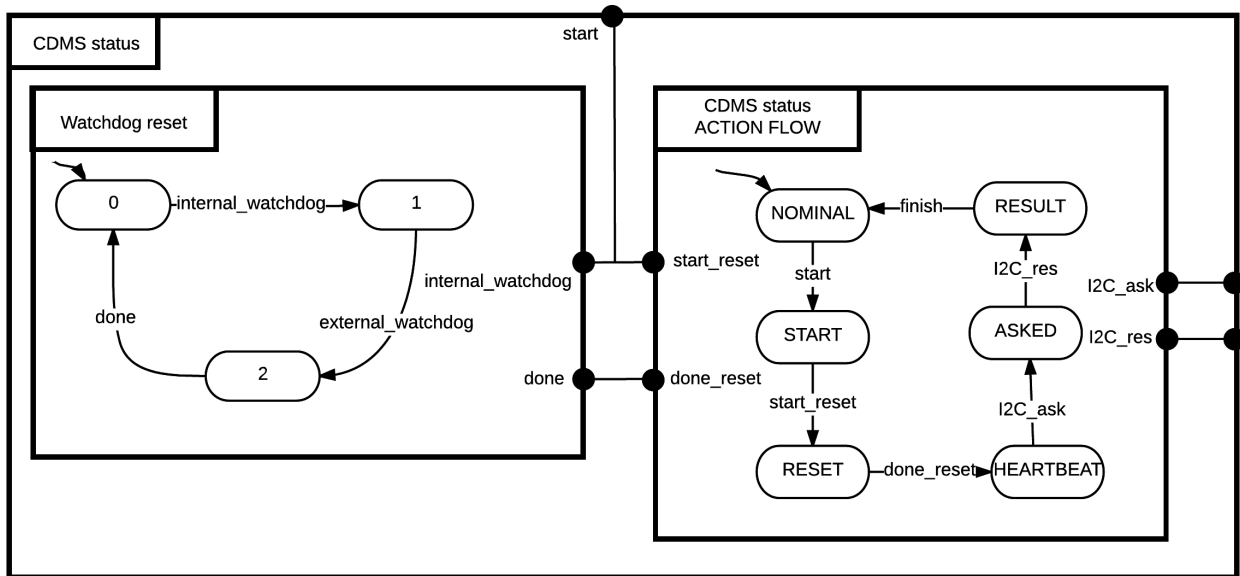 start
CDMS status
Watchdog reset
0
internal_watchdog
1
internal_watchdog
external_watchdog
done
2
done
CDMS status
ACTION FLOW
NOMINAL
finish
RESULT
start_reset
start
I2C_res
I2C_ask
START
ASKED
I2C_res
done_reset
start_reset
I2C_ask
RESET
done_reset
HEARTBEAT